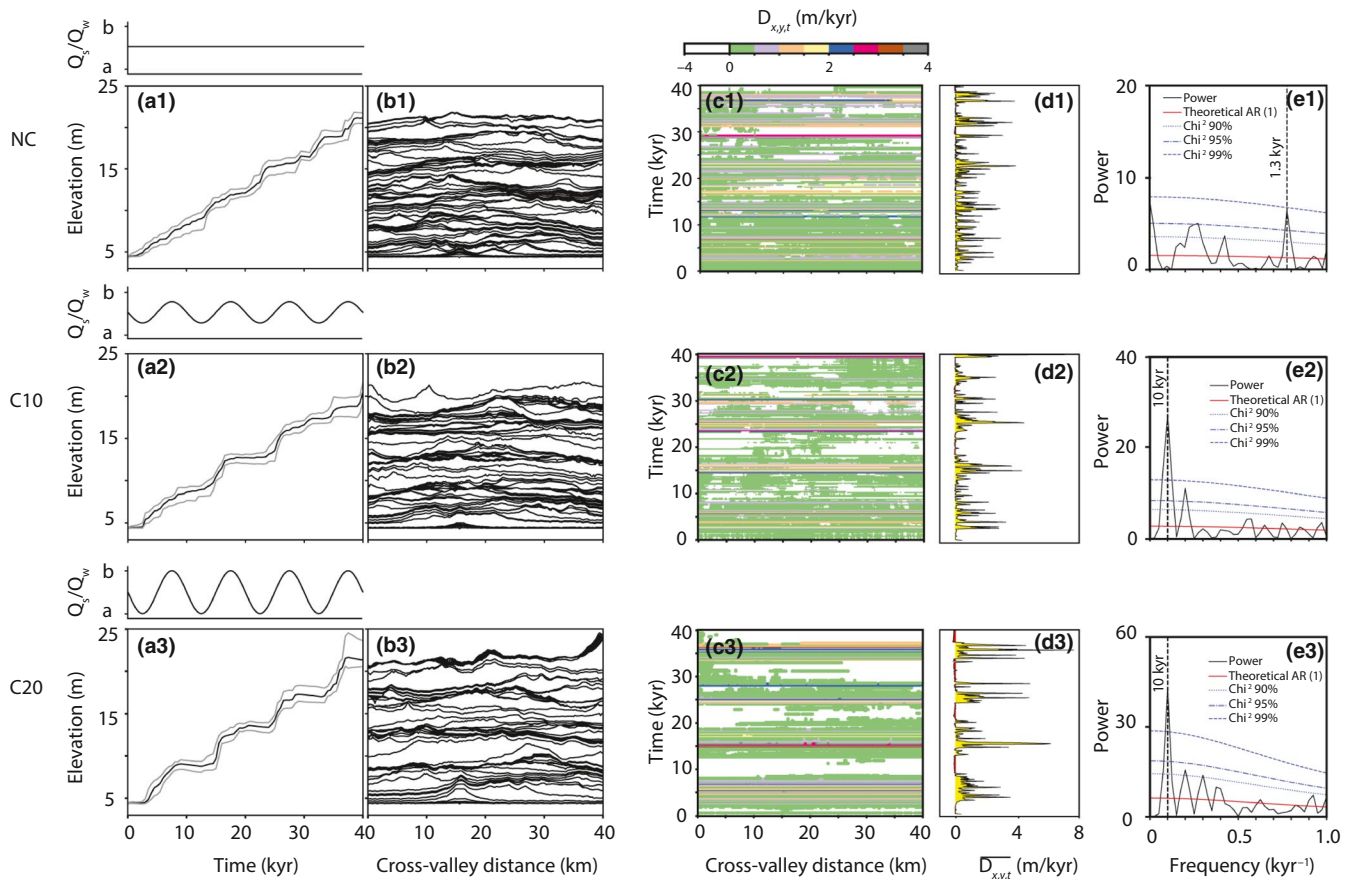 D x,y,t (m/kyr)
−4 0 2 4
b
Qs/Qw
a
NC
25
15
5
Elevation (m)
(a1)
(b1)
40
30
20
10
0
Time (kyr)
(c1)
(d1)
20
10
0
Power
(e1)
Power
Theoretical AR (1)
Chi² 90%
Chi² 95%
Chi² 99%
1.3 kyr
b
Qs/Qw
a
C10
25
15
5
Elevation (m)
(a2)
(b2)
40
30
20
10
0
Time (kyr)
(c2)
(d2)
40
20
0
Power
(e2)
10 kyr
Power
Theoretical AR (1)
Chi² 90%
Chi² 95%
Chi² 99%
b
Qs/Qw
a
C20
25
15
5
Elevation (m)
(a3)
(b3)
40
30
20
10
0
Time (kyr)
(c3)
(d3)
60
30
0
Power
(e3)
10 kyr
Power
Theoretical AR (1)
Chi² 90%
Chi² 95%
Chi² 99%
0 10 20 30 40
0 10 20 30 40
0 10 20 30 40
0 4 8
0 0.5 1.0
Time (kyr)
Cross-valley distance (km)
Cross-valley distance (km)
D x,y,t (m/kyr)
Frequency (kyr⁻¹)